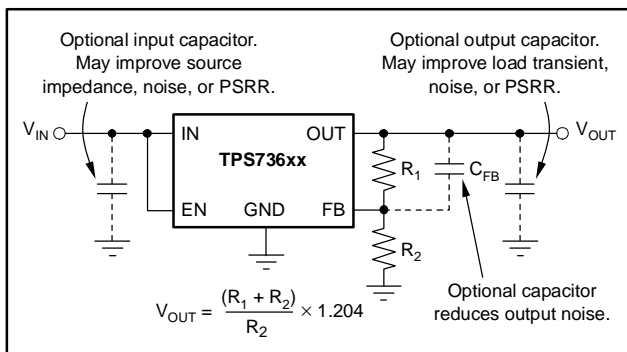 Optional input capacitor.
May improve source
impedance, noise, or PSRR.
Optional output capacitor.
May improve load transient,
noise, or PSRR.
V_IN
IN
OUT
V_OUT
TPS736xx
R_1
C_FB
EN
GND
FB
R_2
V_OUT = (R_1 + R_2) / R_2 × 1.204
Optional capacitor
reduces output noise.